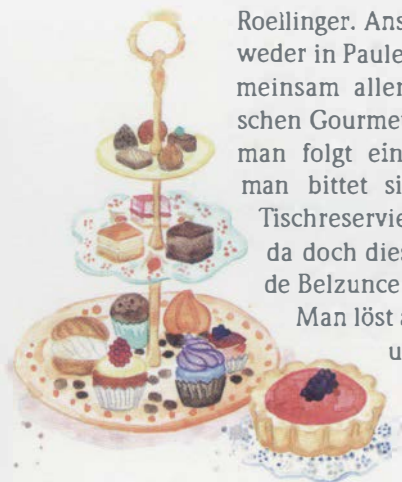 Roellinger. Ans
weder in Paule
meinsam aller
schen Gourmet
man folgt ein
man bittet si
Tischreservie
da doch dies
de Belzunce
Man löst a
u